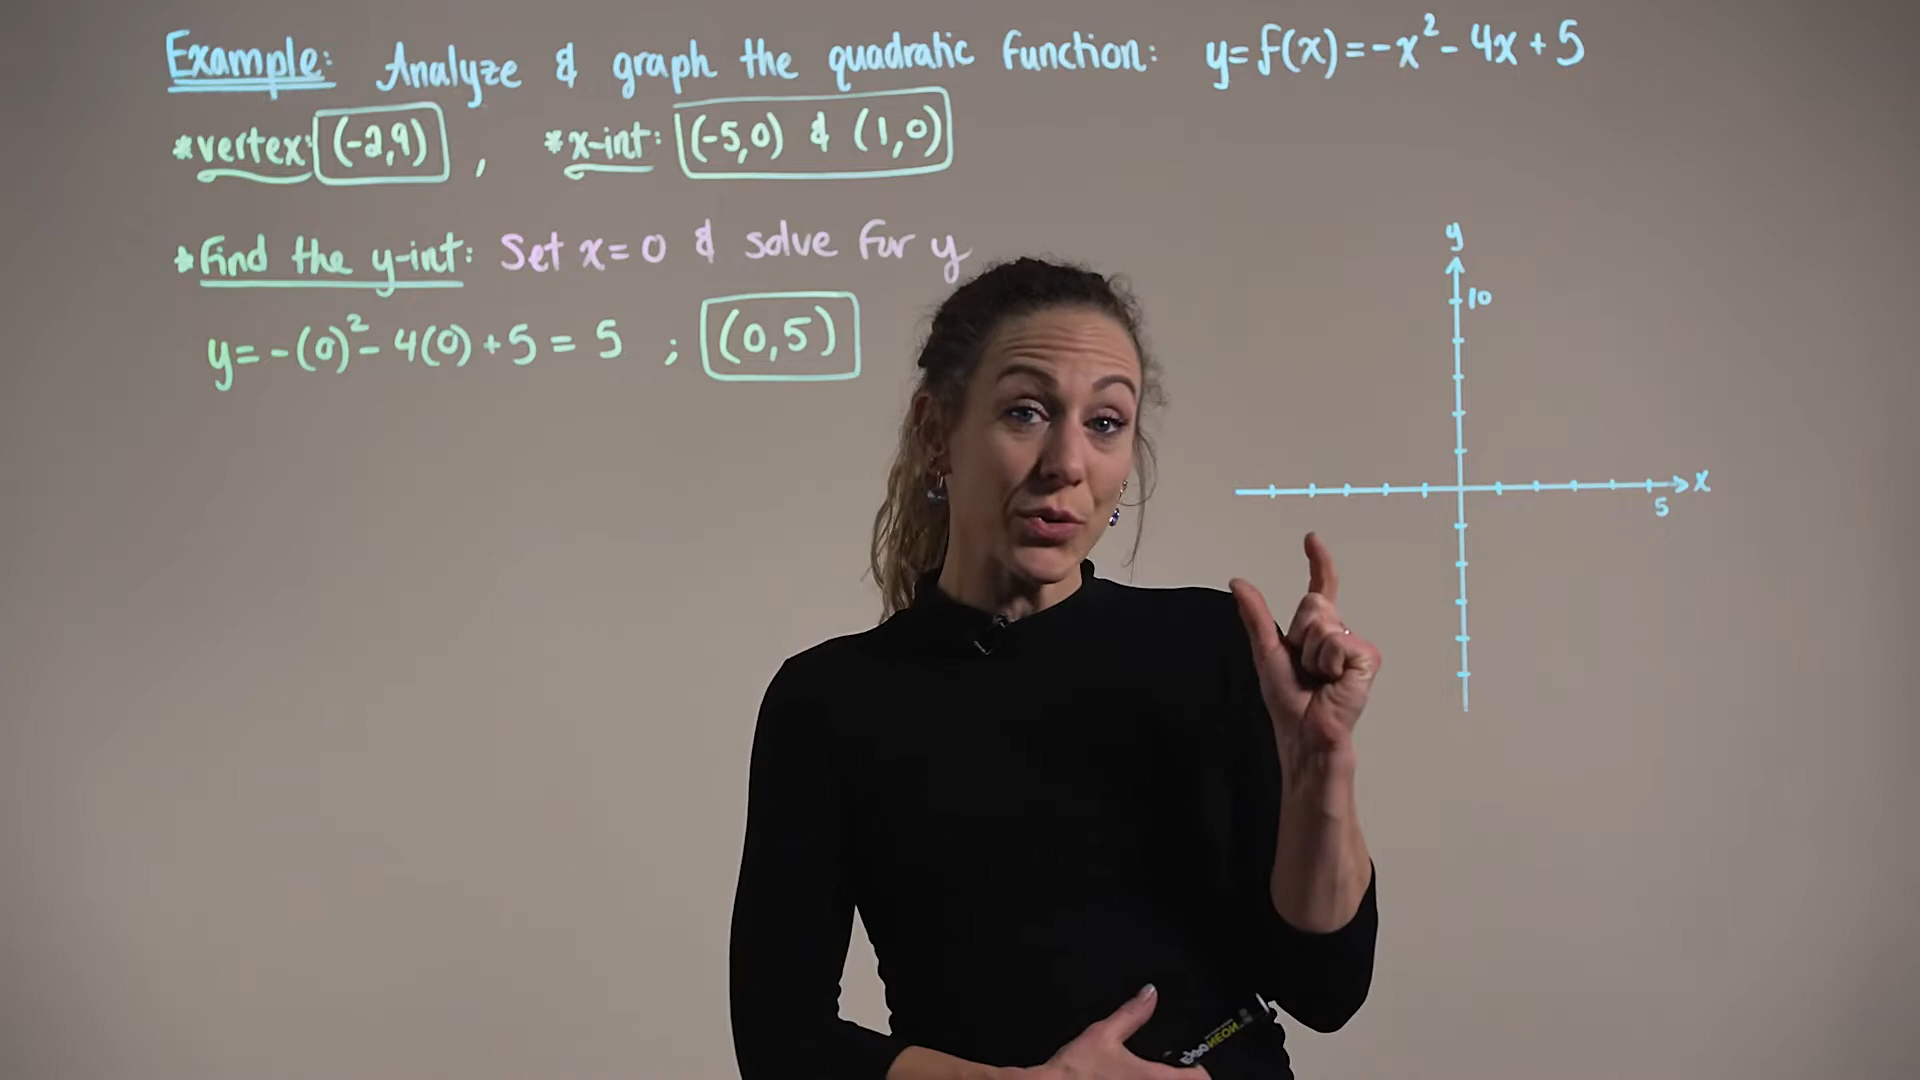 Example: Analyze & graph the quadratic function: y=f(x)=-x²-4x+5
*vertex: (-2,9) , *x-int: (-5,0) & (1,0)
*Find the y-int: Set x=0 & solve for y
y=-(0)²-4(0)+5=5 ; (0,5)
y
10
x
5
NEON